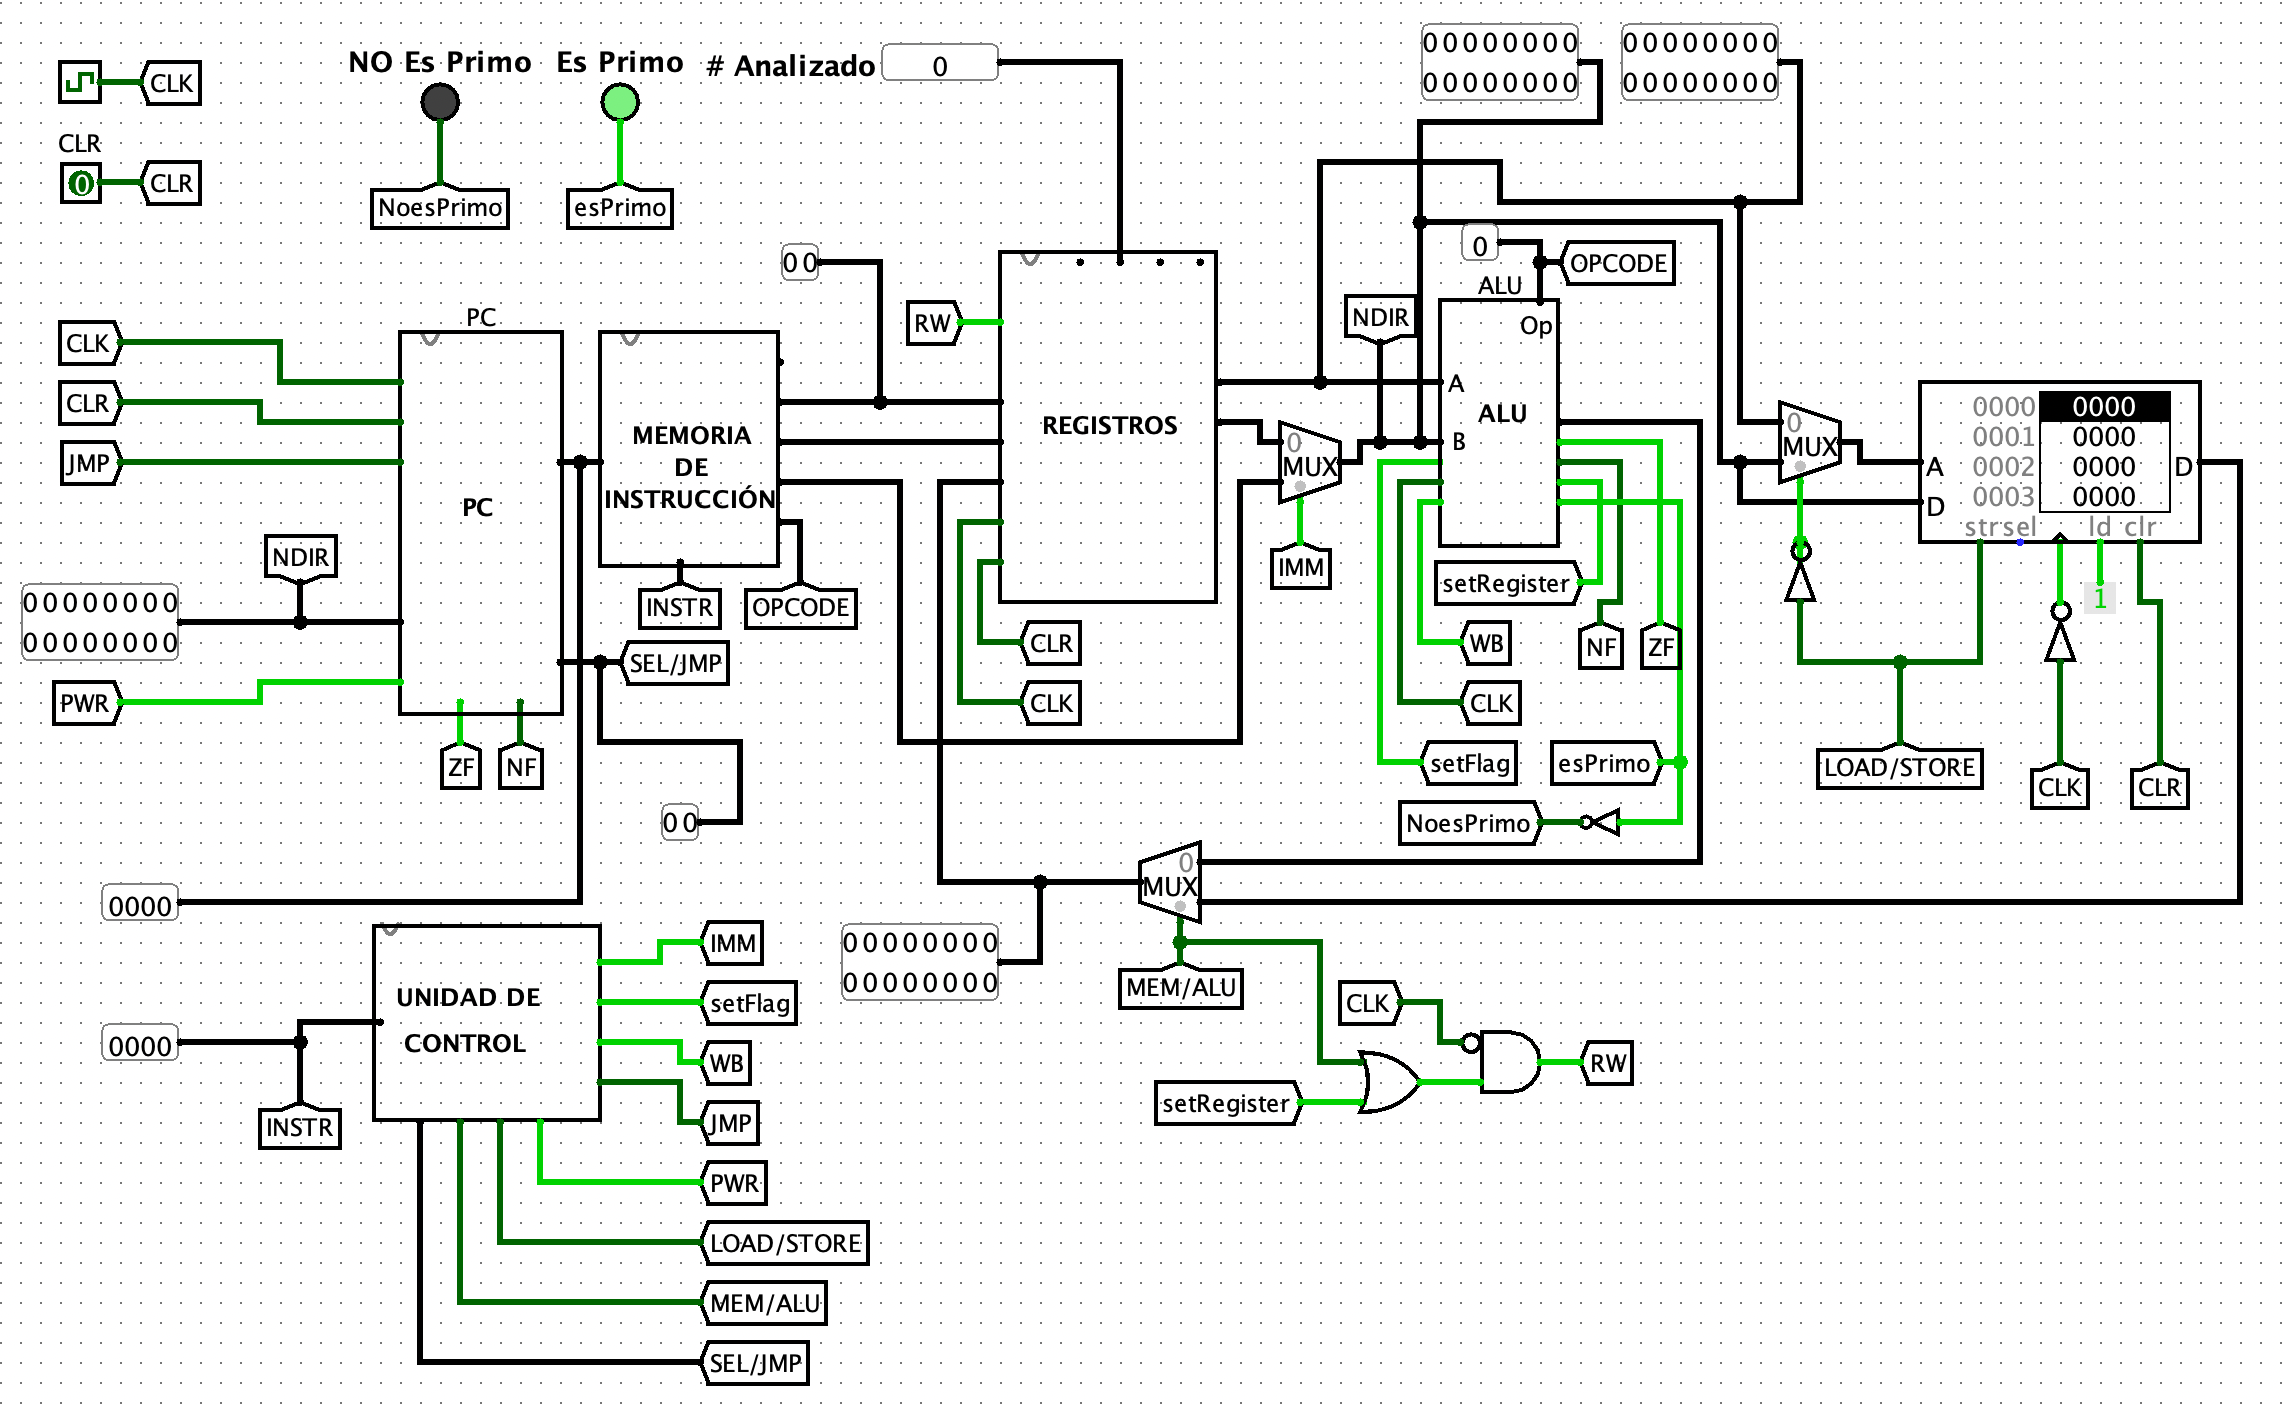 NO Es Primo
Es Primo
# Analizado
0
00000000
00000000
00000000
00000000
CLK
CLR
0
CLR
NoesPrimo
esPrimo
00
0
OPCODE
ALU
Op
RW
NDIR
PC
CLK
CLR
JMP
PC
MEMORIA
DE
INSTRUCCIÓN
REGISTROS
0
MUX
A
ALU
B
0
MUX
0000 0000
0001 0000
0002 0000
0003 0000
A
D
D
str sel ld clr
NDIR
INSTR
OPCODE
IMM
setRegister
1
00000000
00000000
SEL/JMP
CLR
WB
NF
ZF
PWR
CLK
CLK
ZF
NF
setFlag
esPrimo
LOAD/STORE
CLK
CLR
00
NoesPrimo
0
MUX
0000
UNIDAD DE
CONTROL
IMM
setFlag
WB
JMP
PWR
LOAD/STORE
MEM/ALU
SEL/JMP
0000
INSTR
00000000
00000000
MEM/ALU
CLK
setRegister
RW